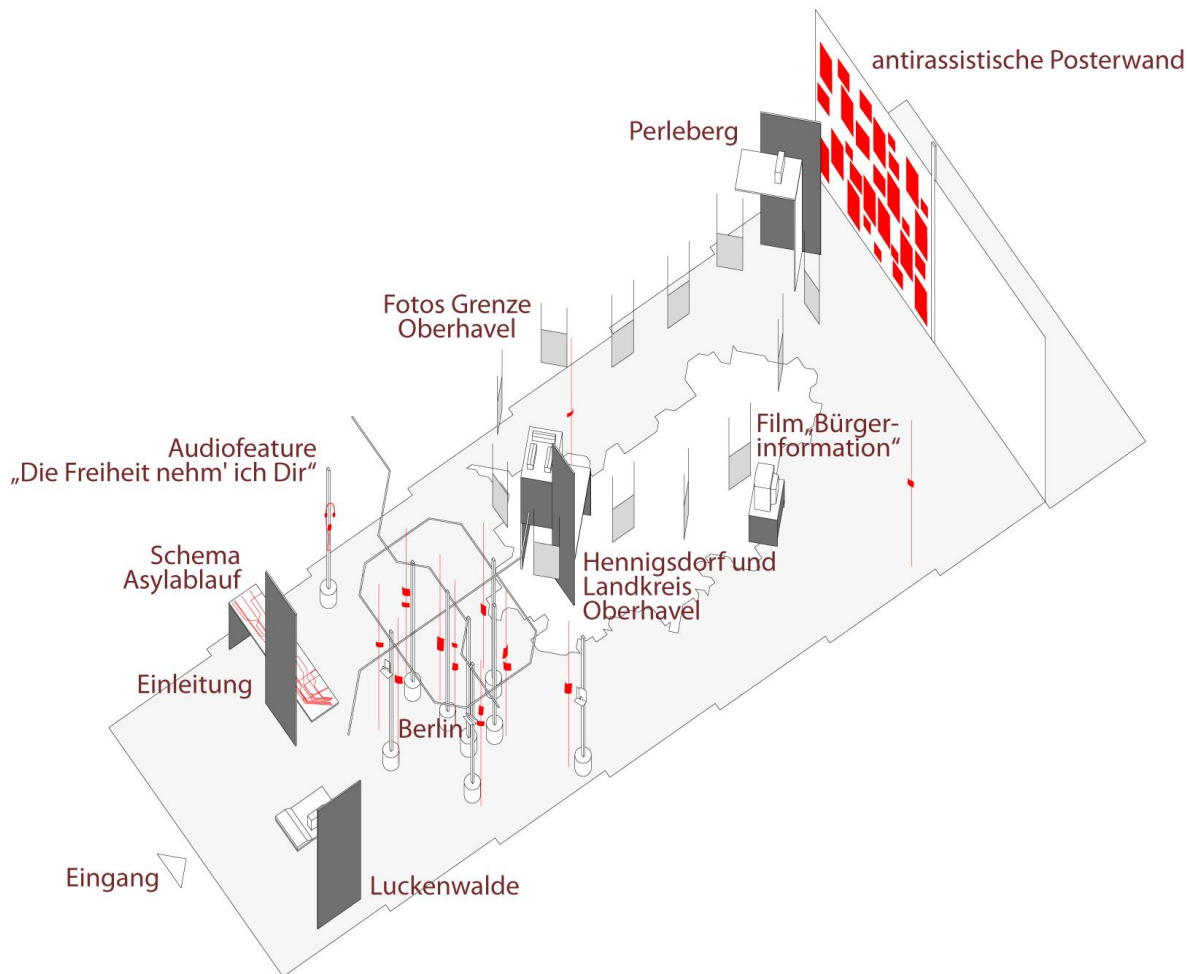 antirassistische Posterwand
Perleberg
Fotos Grenze
Oberhavel
Film„Bürger-
information“
Audiofeature
„Die Freiheit nehm' ich Dir“
Schema
Asylablauf
Hennigsdorf und
Landkreis
Oberhavel
Einleitung
Berlin
Eingang
Luckenwalde